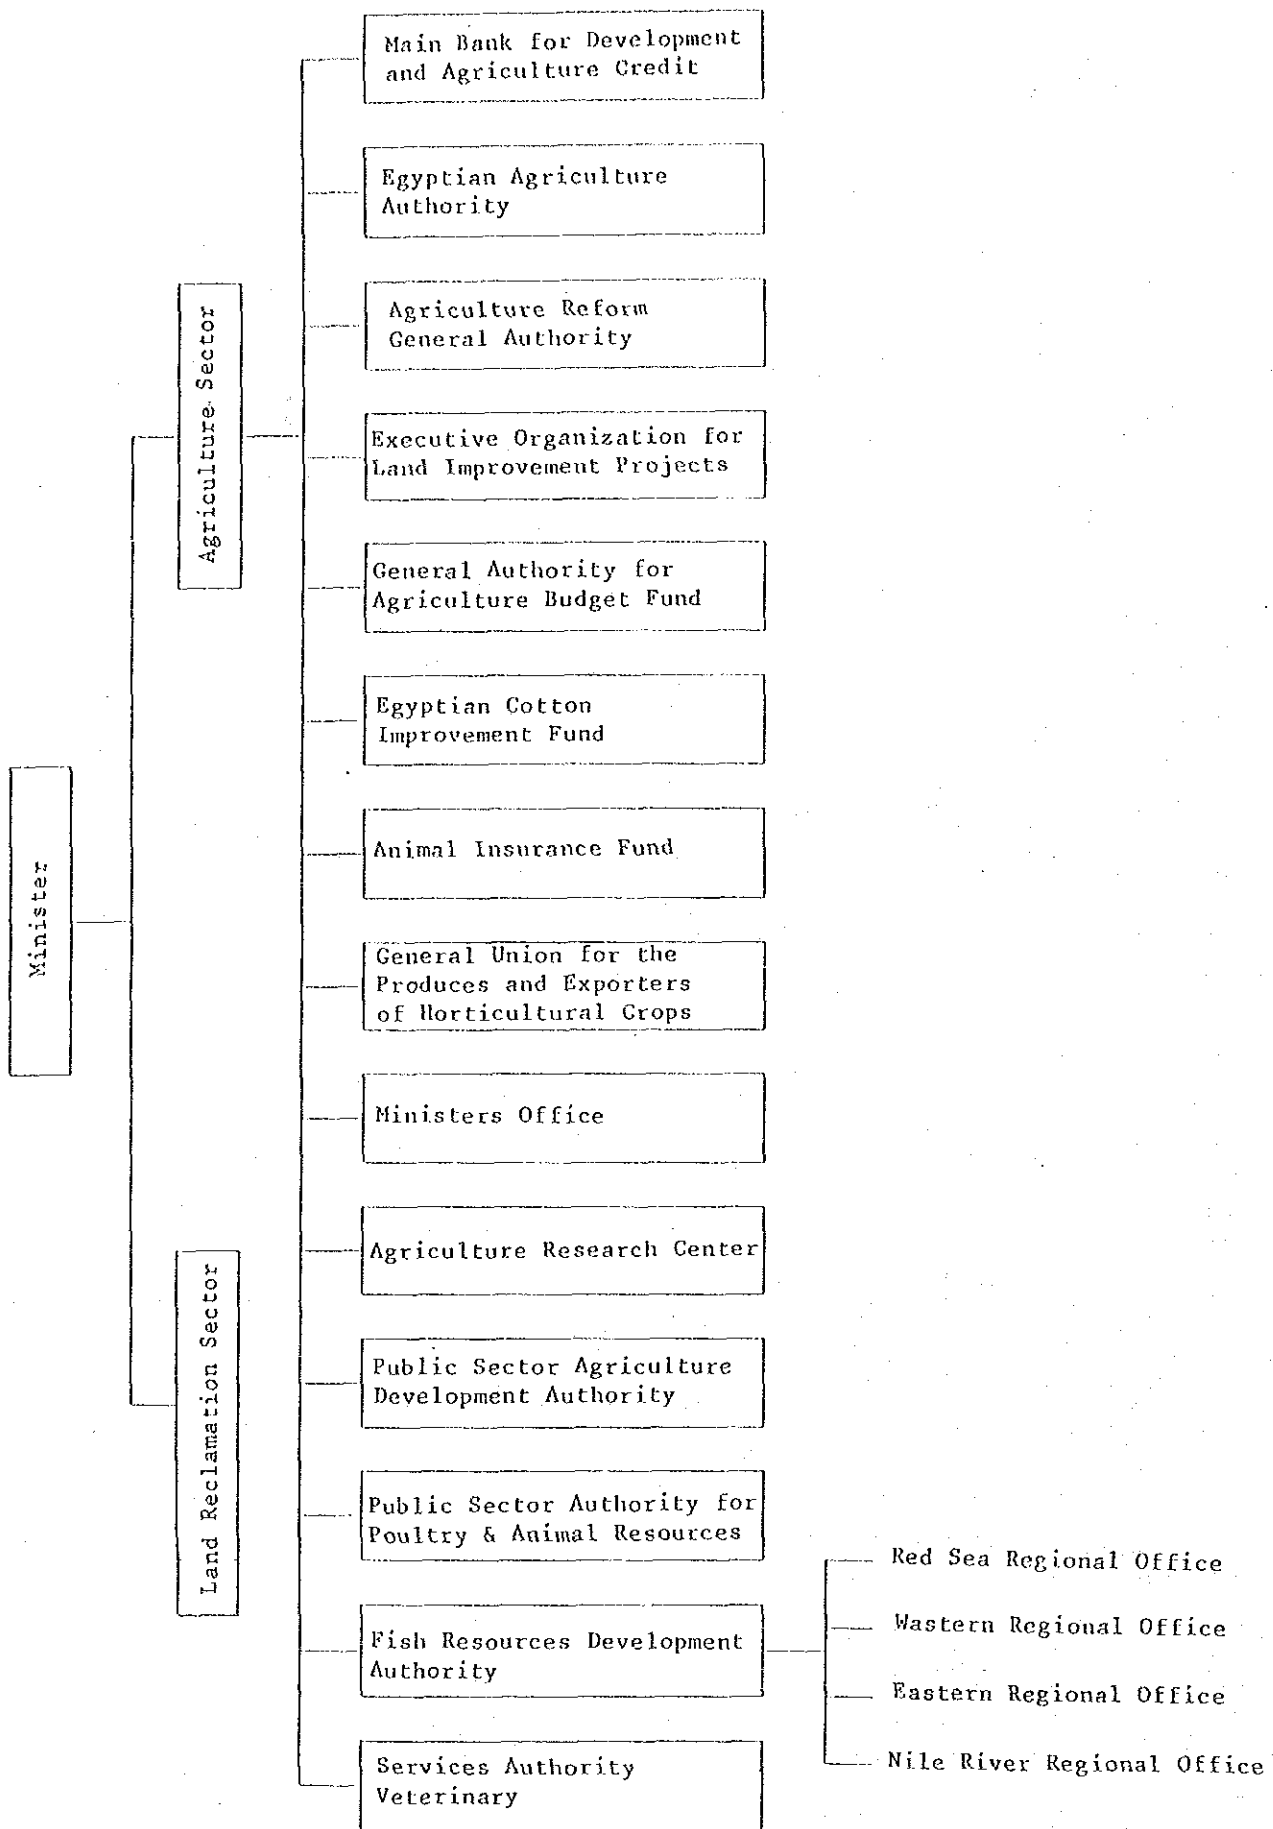 Minister
Agriculture Sector
Land Reclamation Sector
Main Bank for Development
and Agriculture Credit
Egyptian Agriculture
Authority
Agriculture Reform
General Authority
Executive Organization for
Land Improvement Projects
General Authority for
Agriculture Budget Fund
Egyptian Cotton
Improvement Fund
Animal Insurance Fund
General Union for the
Produces and Exporters
of Horticultural Crops
Ministers Office
Agriculture Research Center
Public Sector Agriculture
Development Authority
Public Sector Authority for
Poultry & Animal Resources
Fish Resources Development
Authority
Services Authority
Veterinary
Red Sea Regional Office
Wastern Regional Office
Eastern Regional Office
Nile River Regional Office